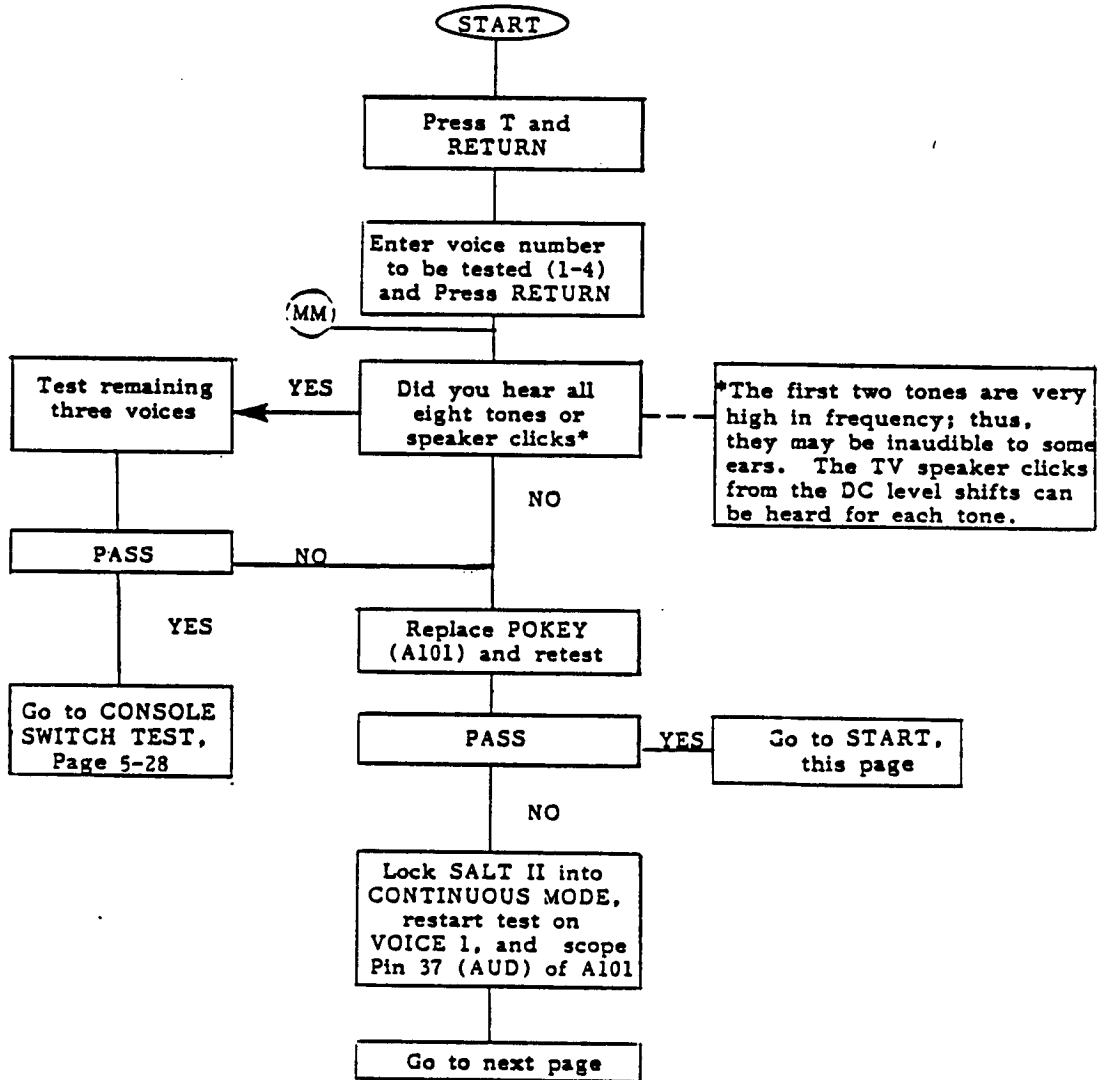 START
Press T and
RETURN
Enter voice number
to be tested (1-4)
and Press RETURN
(MM)
Test remaining
three voices
YES
Did you hear all
eight tones or
speaker clicks*
*The first two tones are very
high in frequency; thus,
they may be inaudible to some
ears. The TV speaker clicks
from the DC level shifts can
be heard for each tone.
NO
PASS
NO
YES
Replace POKEY
(A101) and retest
Go to CONSOLE
SWITCH TEST,
Page 5-28
PASS
YES
Go to START,
this page
NO
Lock SALT II into
CONTINUOUS MODE,
restart test on
VOICE 1, and scope
Pin 37 (AUD) of A101
Go to next page